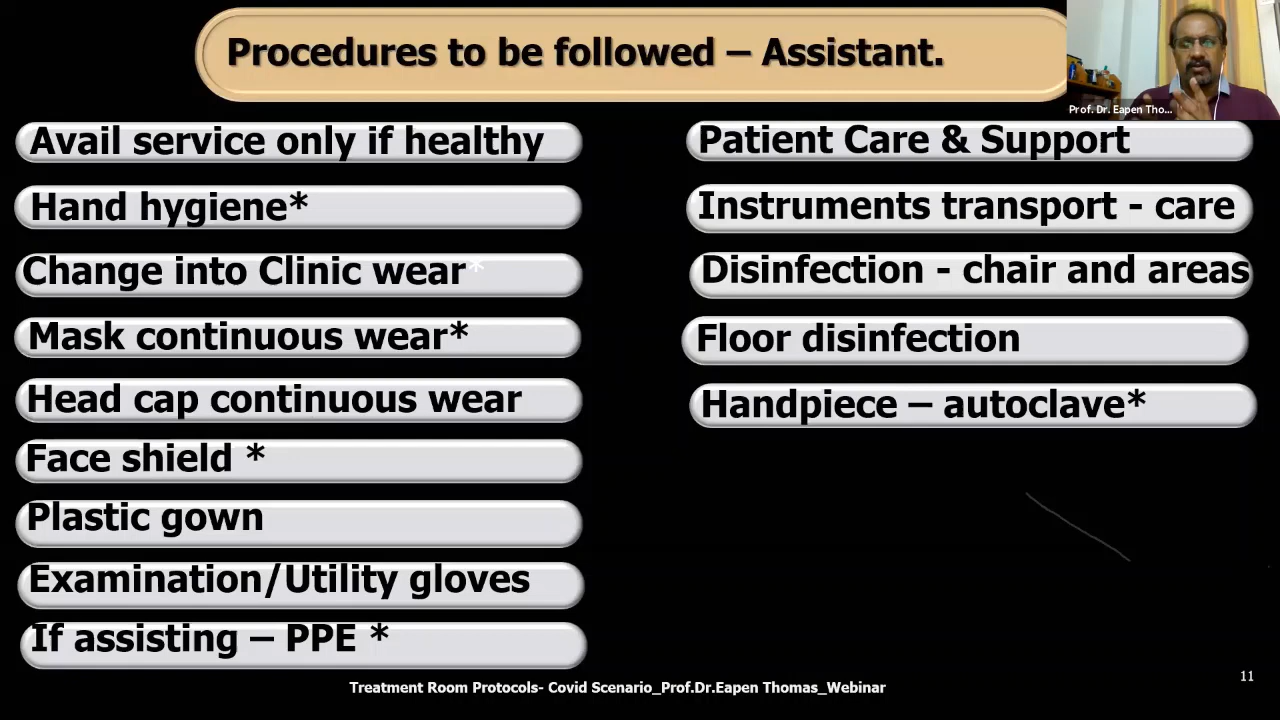 Procedures to be followed – Assistant.
Prof. Dr. Eapen Tho...
Avail service only if healthy
Hand hygiene*
Change into Clinic wear*
Mask continuous wear*
Head cap continuous wear
Face shield *
Plastic gown
Examination/Utility gloves
If assisting – PPE *
Patient Care & Support
Instruments transport - care
Disinfection - chair and areas
Floor disinfection
Handpiece – autoclave*
Treatment Room Protocols- Covid Scenario_Prof.Dr.Eapen Thomas_Webinar
11